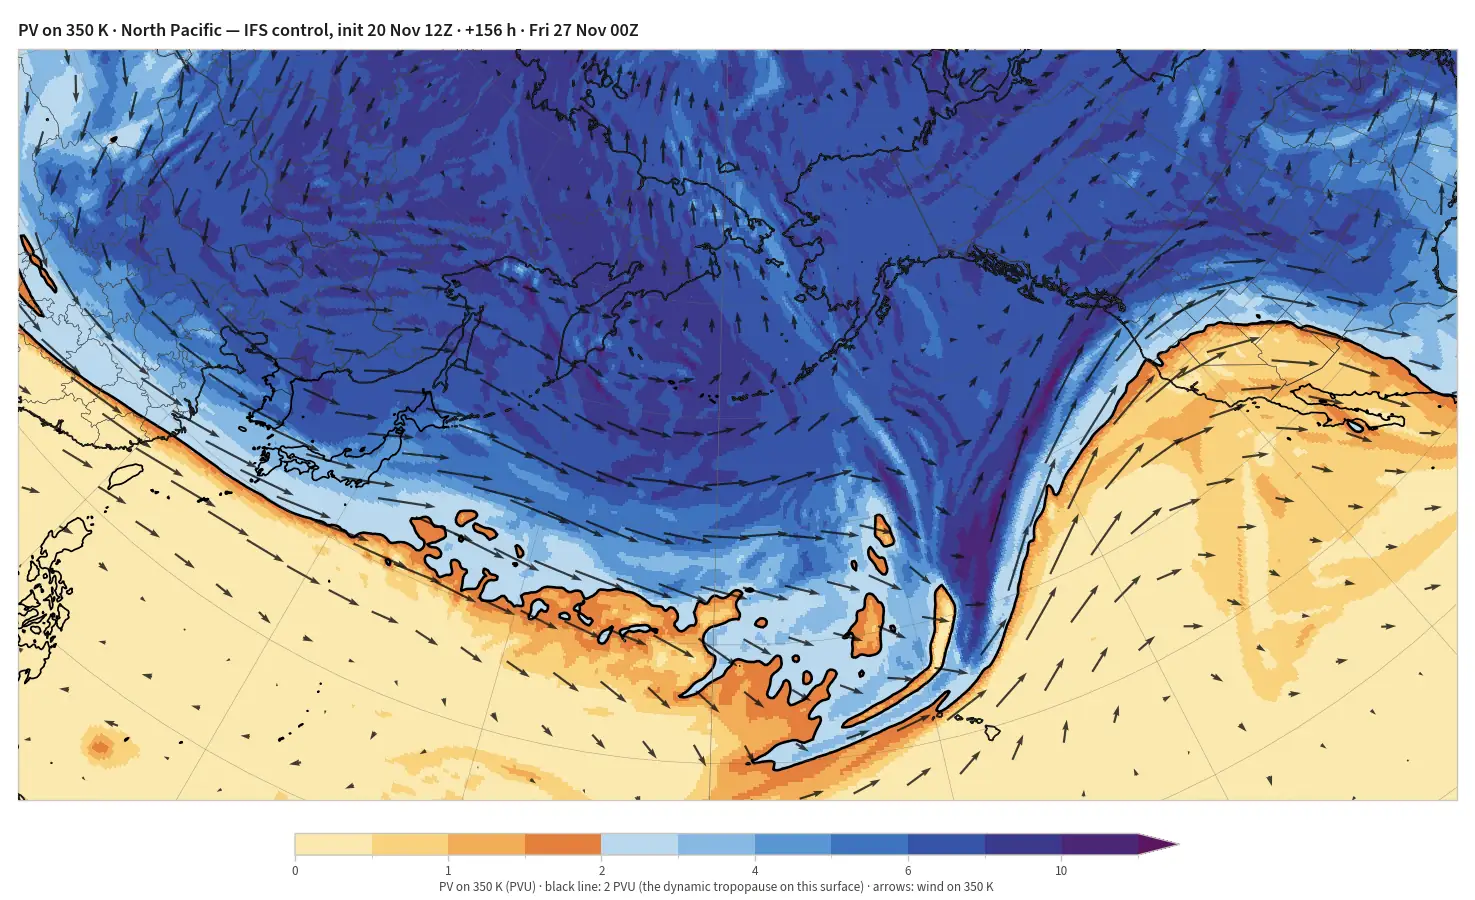 PV on 350 K · North Pacific — IFS control, init 20 Nov 12Z · +156 h · Fri 27 Nov 00Z
0 1 2 4 6 10
PV on 350 K (PVU) · black line: 2 PVU (the dynamic tropopause on this surface) · arrows: wind on 350 K